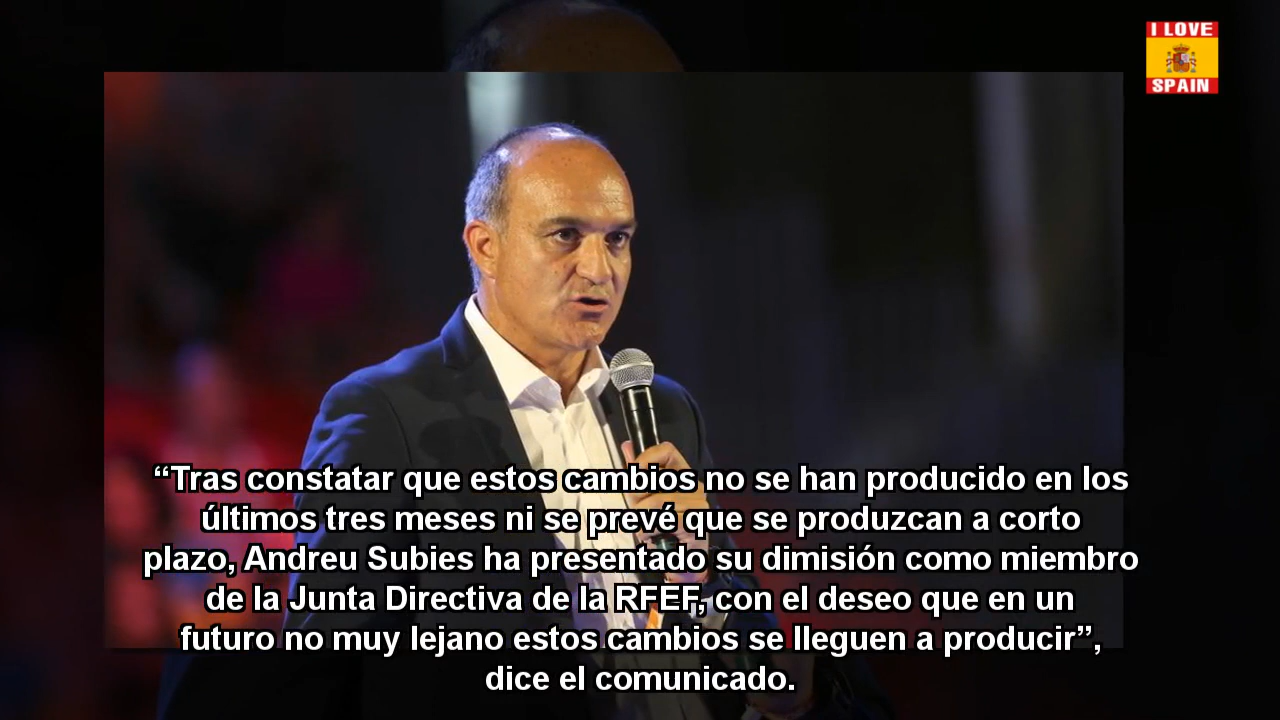 I LOVE
SPAIN
“Tras constatar que estos cambios no se han producido en los
últimos tres meses ni se prevé que se produzcan a corto
plazo, Andreu Subies ha presentado su dimisión como miembro
de la Junta Directiva de la RFEF, con el deseo que en un
futuro no muy lejano estos cambios se lleguen a producir”,
dice el comunicado.